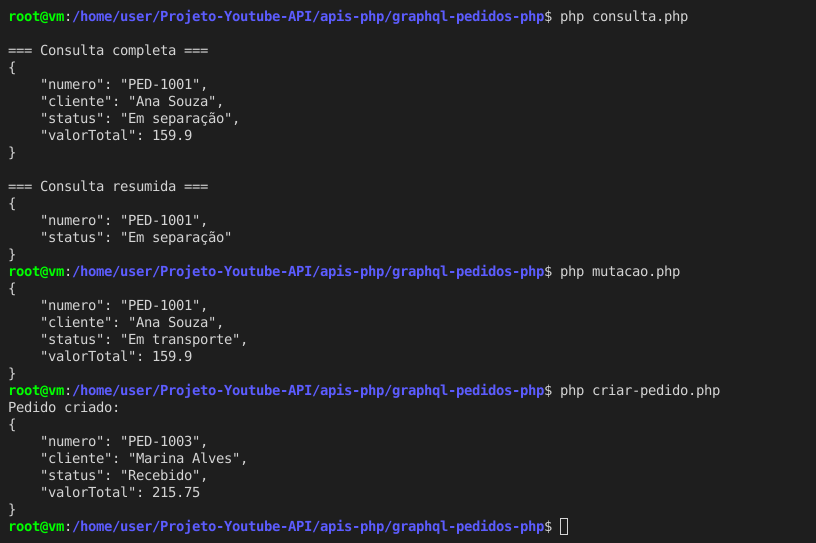 root@vm:/home/user/Projeto-Youtube-API/apis-php/graphql-pedidos-php$ php consulta.php
=== Consulta completa ===
{
    "numero": "PED-1001",
    "cliente": "Ana Souza",
    "status": "Em separação",
    "valorTotal": 159.9
}
=== Consulta resumida ===
{
    "numero": "PED-1001",
    "status": "Em separação"
}
root@vm:/home/user/Projeto-Youtube-API/apis-php/graphql-pedidos-php$ php mutacao.php
{
    "numero": "PED-1001",
    "cliente": "Ana Souza",
    "status": "Em transporte",
    "valorTotal": 159.9
}
root@vm:/home/user/Projeto-Youtube-API/apis-php/graphql-pedidos-php$ php criar-pedido.php
Pedido criado:
{
    "numero": "PED-1003",
    "cliente": "Marina Alves",
    "status": "Recebido",
    "valorTotal": 215.75
}
root@vm:/home/user/Projeto-Youtube-API/apis-php/graphql-pedidos-php$